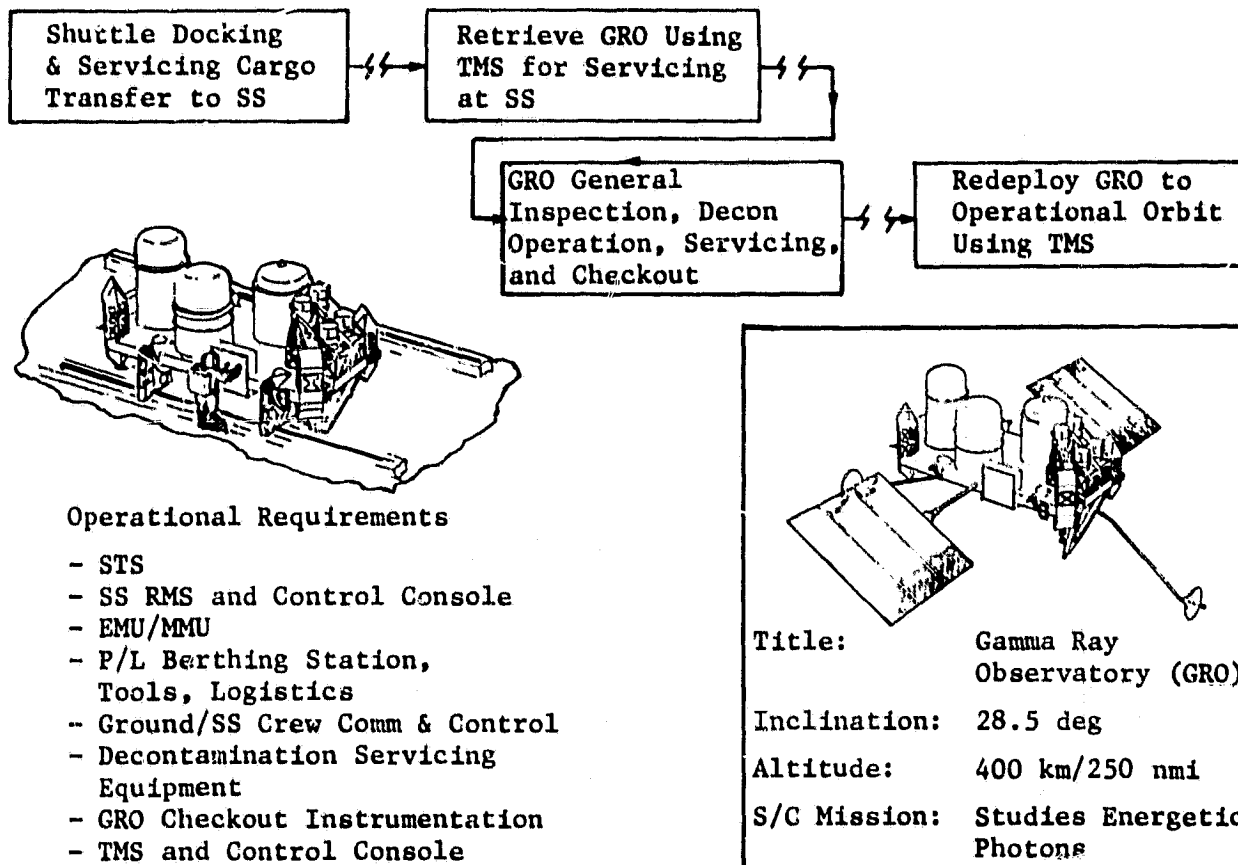 Shuttle Docking
& Servicing Cargo
Transfer to SS
Retrieve GRO Using
TMS for Servicing
at SS
GRO General
Inspection, Decon
Operation, Servicing,
and Checkout
Redeploy GRO to
Operational Orbit
Using TMS
Operational Requirements
- STS
- SS RMS and Control Console
- EMU/MMU
- P/L Berthing Station,
Tools, Logistics
- Ground/SS Crew Comm & Control
- Decontamination Servicing
Equipment
- GRO Checkout Instrumentation
- TMS and Control Console
Title: Gamma Ray
Observatory (GRO)
Inclination: 28.5 deg
Altitude: 400 km/250 nmi
S/C Mission: Studies Energetic
Photons